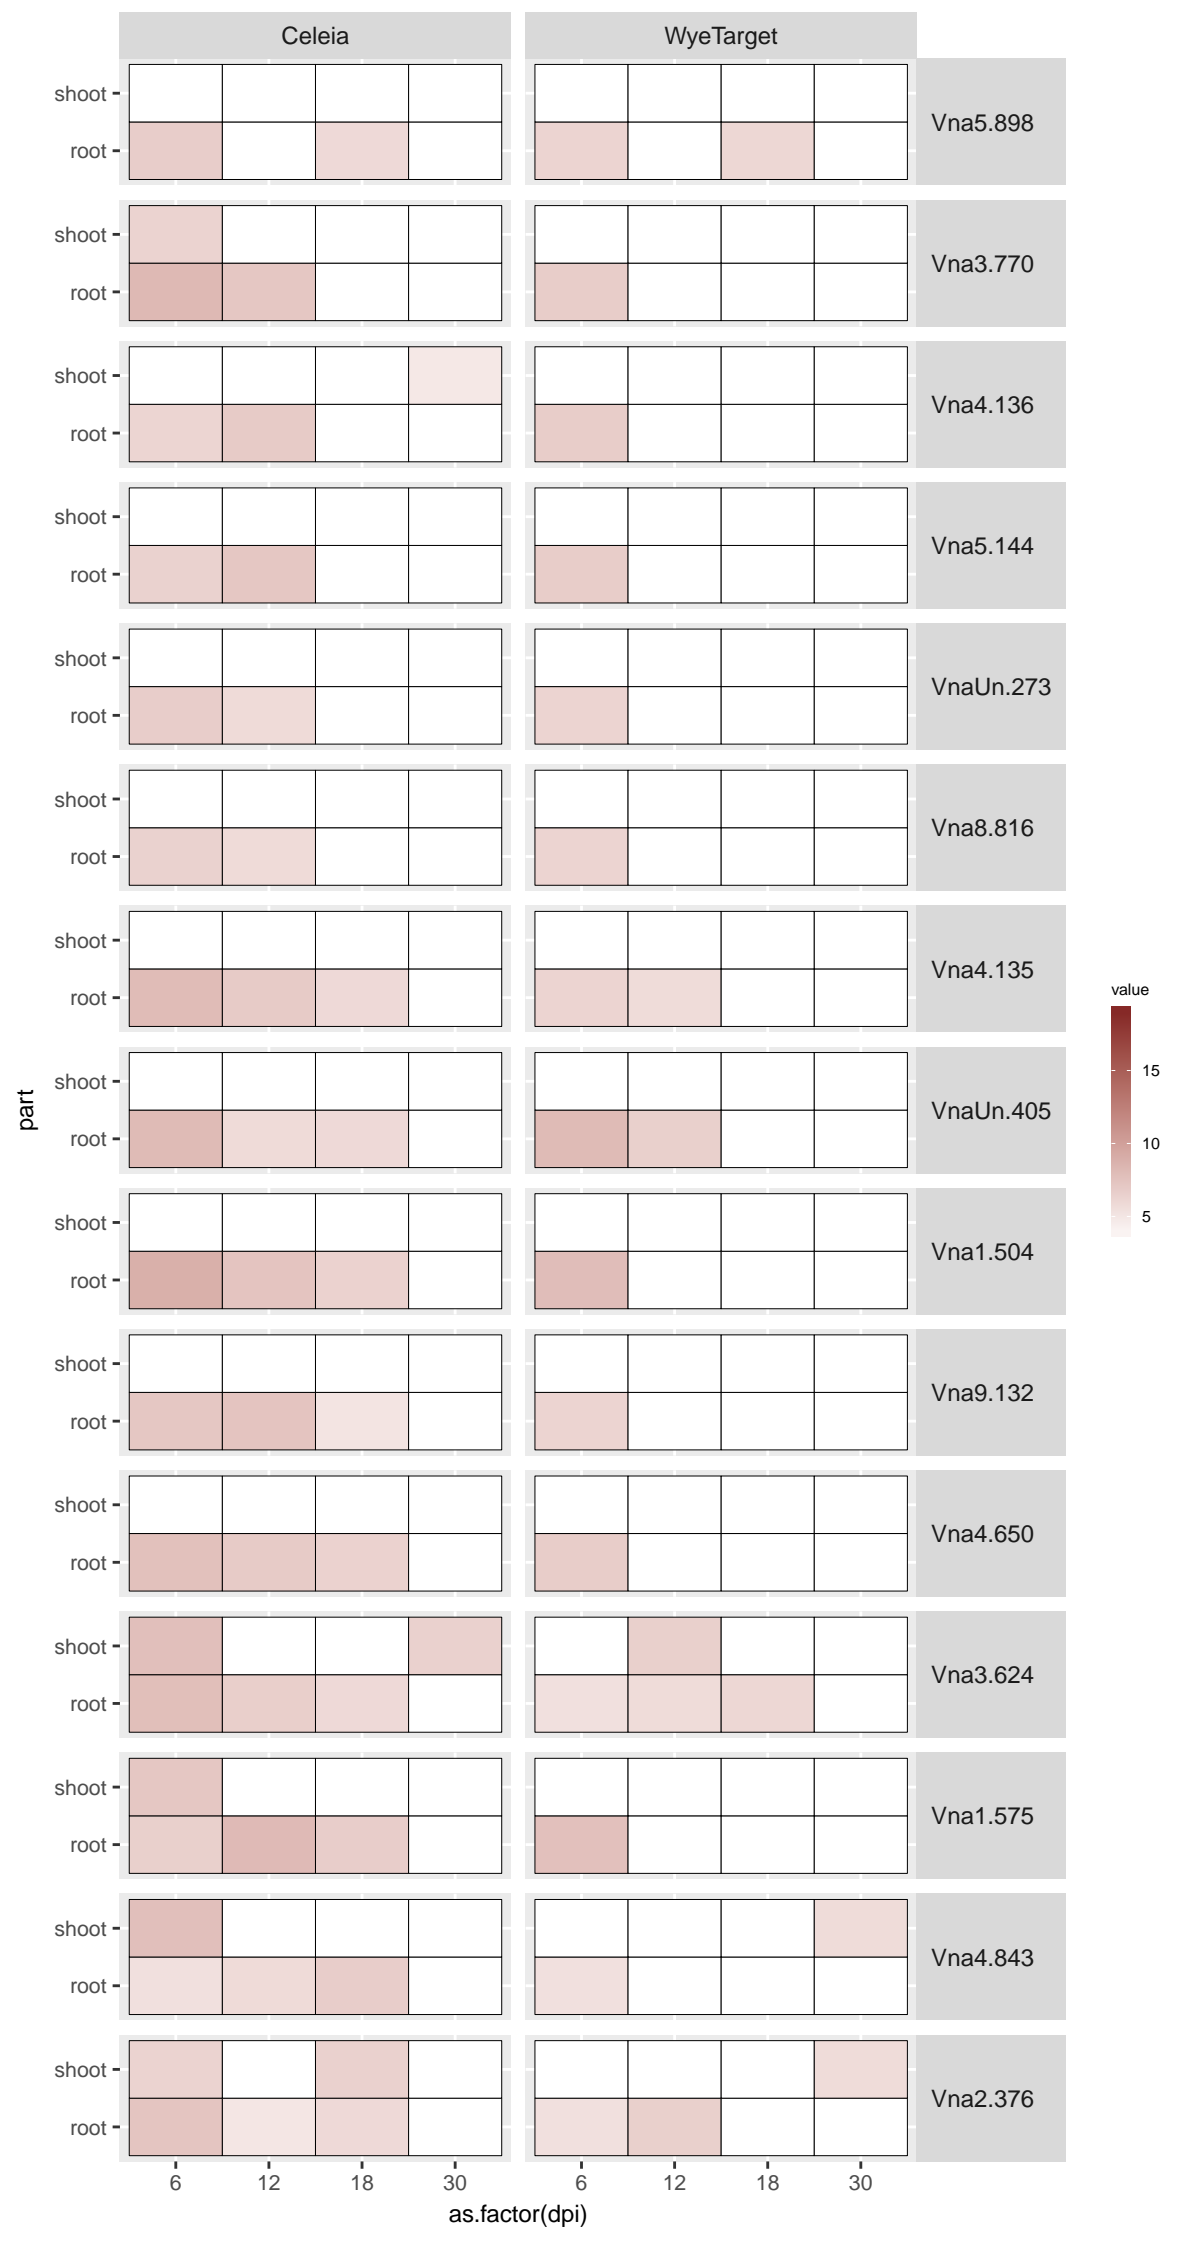 Celeia WyeTarget
shoot
root
Vna5.898
shoot
root
Vna3.770
shoot
root
Vna4.136
shoot
root
Vna5.144
shoot
root
VnaUn.273
shoot
root
Vna8.816
shoot
root
Vna4.135
shoot
root
VnaUn.405
shoot
root
Vna1.504
shoot
root
Vna9.132
shoot
root
Vna4.650
shoot
root
Vna3.624
shoot
root
Vna1.575
shoot
root
Vna4.843
shoot
root
Vna2.376
6 12 18 30 6 12 18 30
as.factor(dpi)
part
value
15
10
5